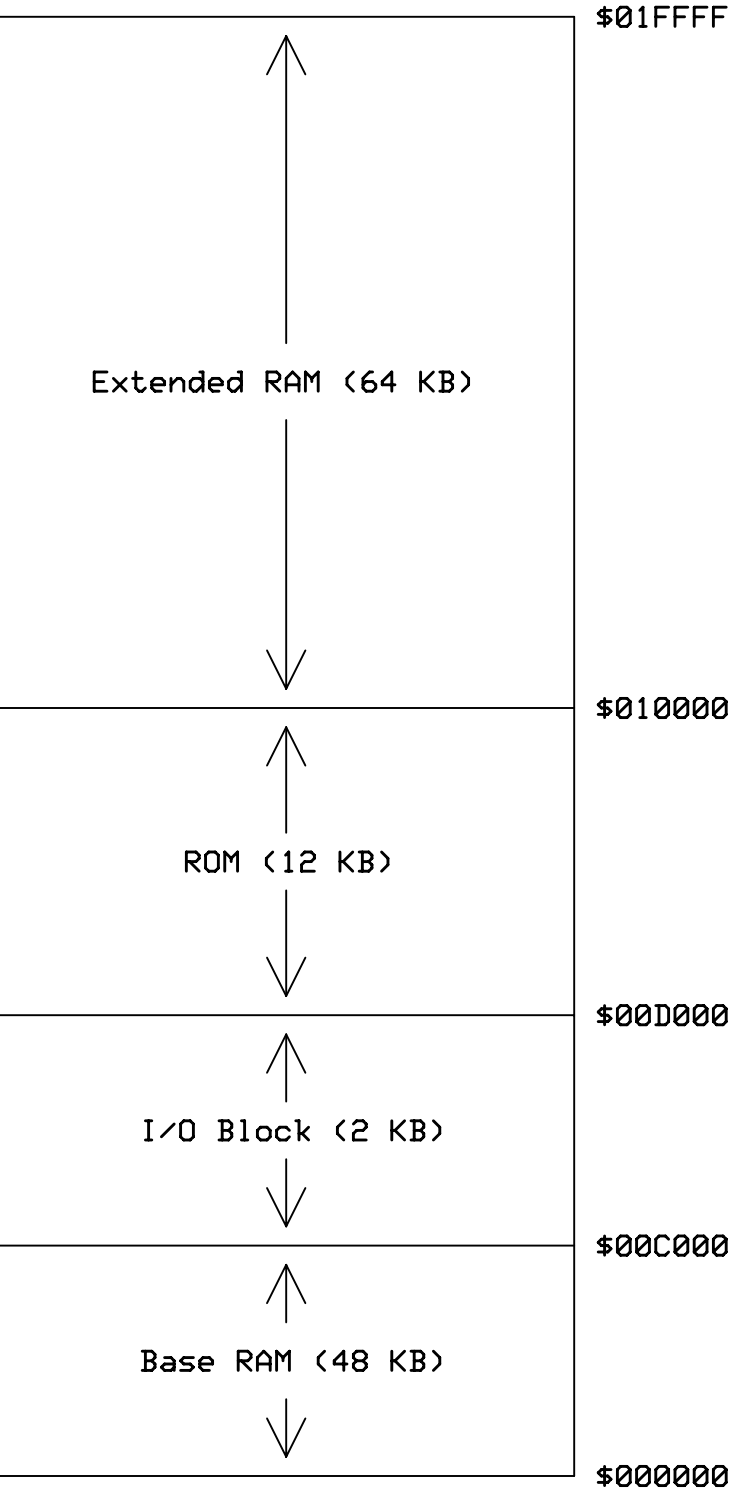 $01FFFF
Extended RAM (64 KB)
$010000
ROM (12 KB)
$00D000
I/O Block (2 KB)
$00C000
Base RAM (48 KB)
$000000